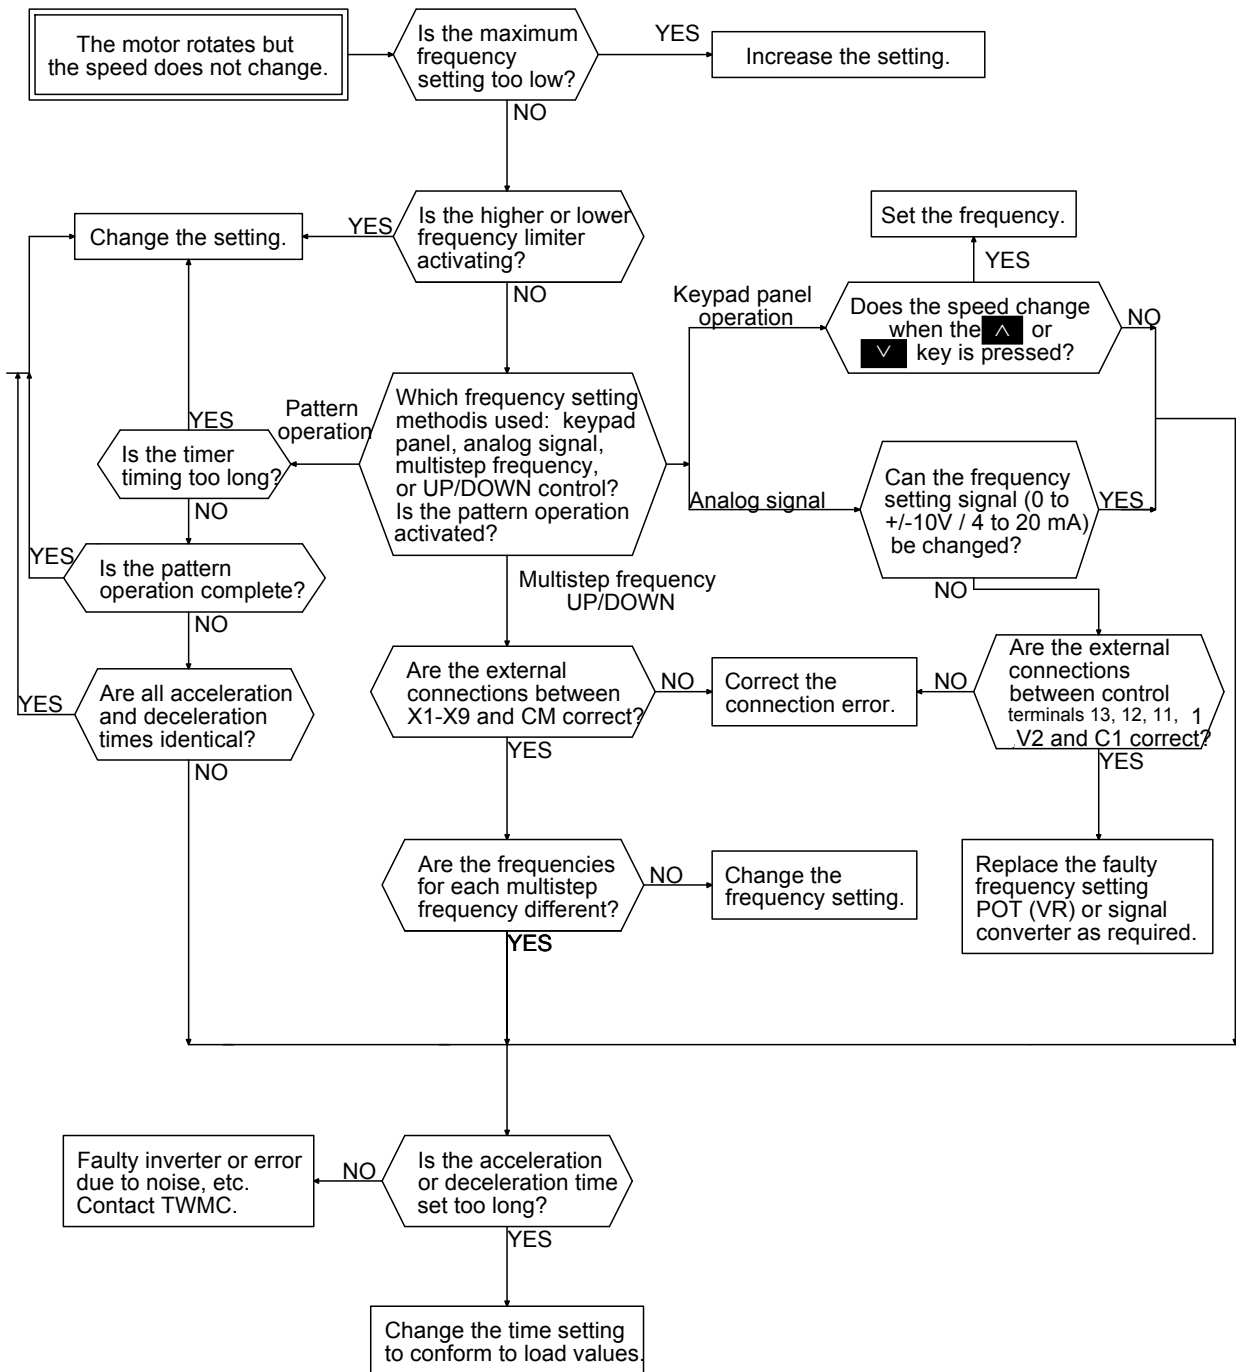 The motor rotates but
the speed does not change.
Is the maximum
frequency
setting too low?
YES
Increase the setting.
NO
Change the setting.
YES
Is the higher or lower
frequency limiter
activating?
NO
Set the frequency.
YES
Keypad panel
operation
Does the speed change
when the ∧ or
∨ key is pressed?
NO
Pattern
operation
Which frequency setting
methodis used: keypad
panel, analog signal,
multistep frequency,
or UP/DOWN control?
Is the pattern operation
activated?
YES
Is the timer
timing too long?
NO
Analog signal
Can the frequency
setting signal (0 to
+/-10V / 4 to 20 mA)
be changed?
YES
NO
YES
Is the pattern
operation complete?
NO
Multistep frequency
UP/DOWN
YES
Are all acceleration
and deceleration
times identical?
NO
Are the external
connections between
X1-X9 and CM correct?
NO
YES
Correct the
connection error.
NO
Are the external
connections
between control
terminals 13, 12, 11, 1
V2 and C1 correct?
YES
Are the frequencies
for each multistep
frequency different?
NO
YES
Change the
frequency setting.
Replace the faulty
frequency setting
POT (VR) or signal
converter as required.
Faulty inverter or error
due to noise, etc.
Contact TWMC.
NO
Is the acceleration
or deceleration time
set too long?
YES
Change the time setting
to conform to load values.